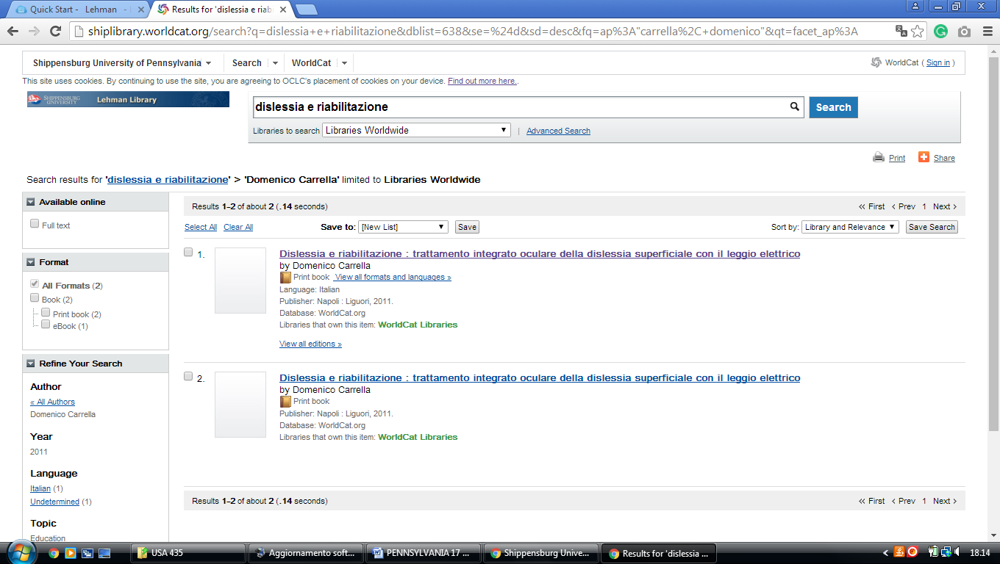 Quick Start - Lehman -
Results for 'dislessia e riab
shiplibrary.worldcat.org/search?q=dislessia+e+riabilitazione&dblist=638&se=%24d&sd=desc&fq=ap%3A"carrella%2C+domenico"&qt=facet_ap%3A
Shippensburg University of Pennsylvania Search WorldCat WorldCat ( Sign in )
This site uses cookies. By continuing to use the site, you are agreeing to OCLC's placement of cookies on your device. Find out more here..
SHIPPENSBURG UNIVERSITY Lehman Library
dislessia e riabilitazione Search
Libraries to search Libraries Worldwide | Advanced Search
Print Share
Search results for 'dislessia e riabilitazione' > 'Domenico Carrella' limited to Libraries Worldwide
Available online
Full text
Format
All Formats (2)
Book (2)
Print book (2)
eBook (1)
Refine Your Search
Author
« All Authors
Domenico Carrella
Year
2011
Language
Italian (1)
Undetermined (1)
Topic
Education
Results 1-2 of about 2 (.14 seconds) « First < Prev 1 Next >
Select All Clear All Save to: [New List] Save Sort by: Library and Relevance Save Search
1. Dislessia e riabilitazione : trattamento integrato oculare della dislessia superficiale con il leggio elettrico
by Domenico Carrella
Print book View all formats and languages »
Language: Italian
Publisher: Napoli : Liguori, 2011.
Database: WorldCat.org
Libraries that own this item: WorldCat Libraries
View all editions »
2. Dislessia e riabilitazione : trattamento integrato oculare della dislessia superficiale con il leggio elettrico
by Domenico Carrella
Print book
Publisher: Napoli : Liguori, 2011.
Database: WorldCat.org
Libraries that own this item: WorldCat Libraries
Results 1-2 of about 2 (.14 seconds) « First < Prev 1 Next >
USA 435 Aggiornamento soft... PENNSYLVANIA 17 ... Shippensburg Unive... Results for 'dislessia ... 18.14